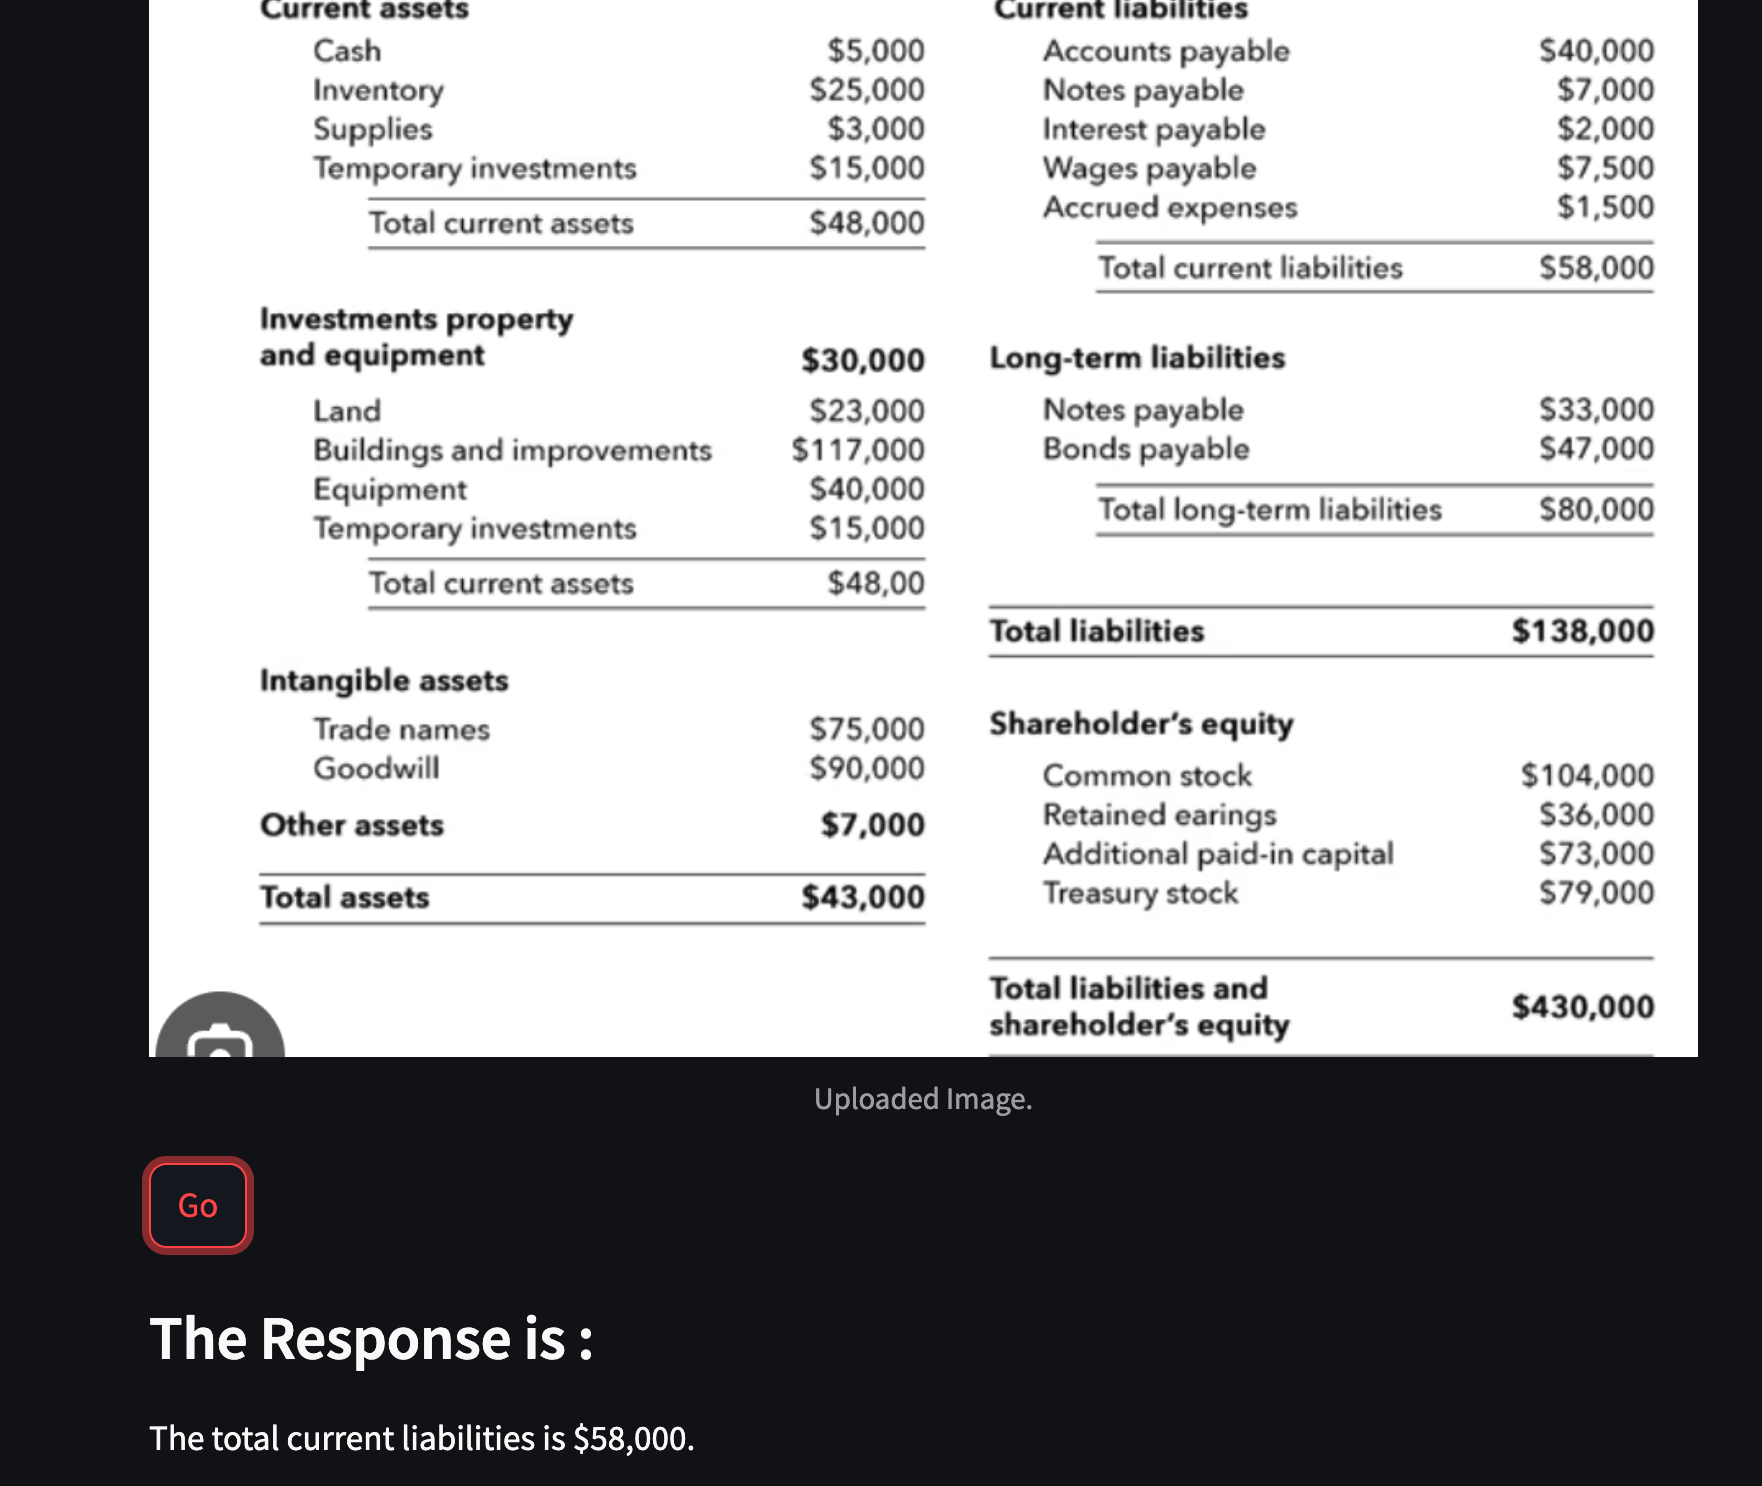 Current assets
Cash $5,000
Inventory $25,000
Supplies $3,000
Temporary investments $15,000
Total current assets $48,000
Investments property
and equipment $30,000
Land $23,000
Buildings and improvements $117,000
Equipment $40,000
Temporary investments $15,000
Total current assets $48,00
Intangible assets
Trade names $75,000
Goodwill $90,000
Other assets $7,000
Total assets $43,000
Current liabilities
Accounts payable $40,000
Notes payable $7,000
Interest payable $2,000
Wages payable $7,500
Accrued expenses $1,500
Total current liabilities $58,000
Long-term liabilities
Notes payable $33,000
Bonds payable $47,000
Total long-term liabilities $80,000
Total liabilities $138,000
Shareholder's equity
Common stock $104,000
Retained earings $36,000
Additional paid-in capital $73,000
Treasury stock $79,000
Total liabilities and
shareholder's equity $430,000
Uploaded Image.
Go
The Response is :
The total current liabilities is $58,000.